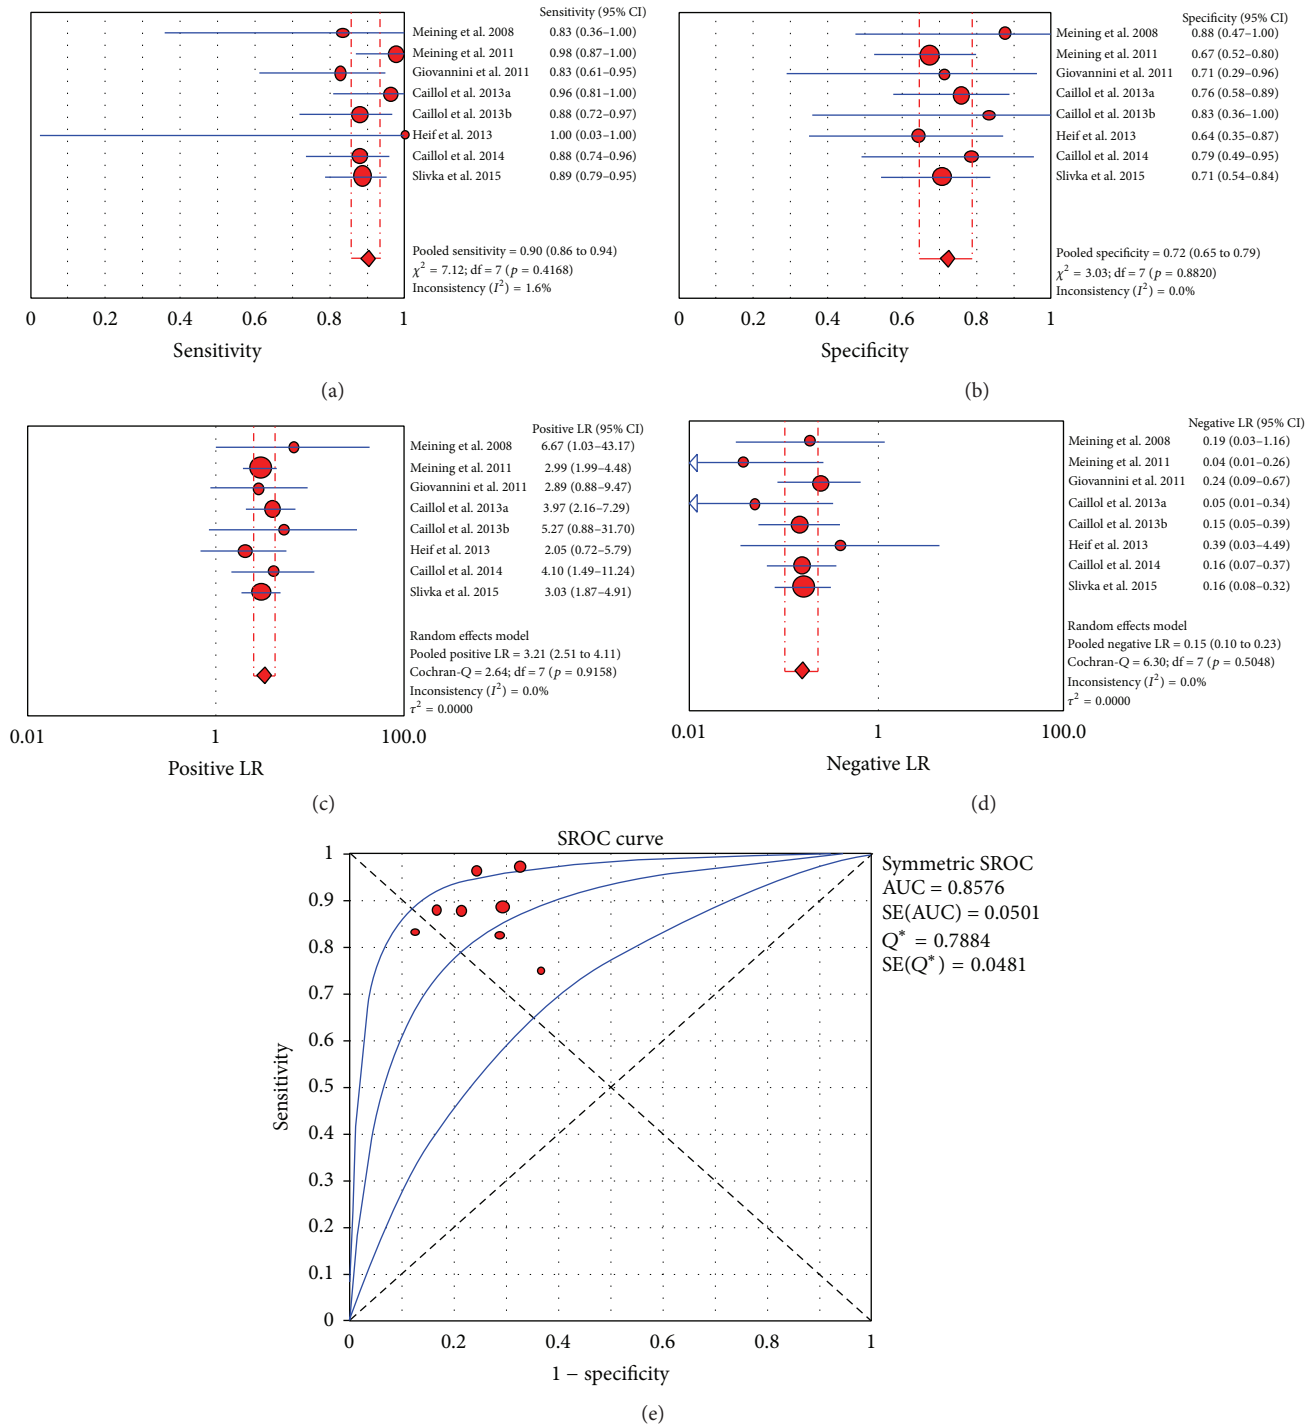 Sensitivity (95% CI)
Meining et al. 2008 0.83 (0.36–1.00)
Meining et al. 2011 0.98 (0.87–1.00)
Giovannini et al. 2011 0.83 (0.61–0.95)
Caillol et al. 2013a 0.96 (0.81–1.00)
Caillol et al. 2013b 0.88 (0.72–0.97)
Heif et al. 2013 1.00 (0.03–1.00)
Caillol et al. 2014 0.88 (0.74–0.96)
Slivka et al. 2015 0.89 (0.79–0.95)
Pooled sensitivity = 0.90 (0.86 to 0.94)
χ² = 7.12; df = 7 (p = 0.4168)
Inconsistency (I²) = 1.6%
0 0.2 0.4 0.6 0.8 1
Sensitivity
(a)
Specificity (95% CI)
Meining et al. 2008 0.88 (0.47–1.00)
Meining et al. 2011 0.67 (0.52–0.80)
Giovannini et al. 2011 0.71 (0.29–0.96)
Caillol et al. 2013a 0.76 (0.58–0.89)
Caillol et al. 2013b 0.83 (0.36–1.00)
Heif et al. 2013 0.64 (0.35–0.87)
Caillol et al. 2014 0.79 (0.49–0.95)
Slivka et al. 2015 0.71 (0.54–0.84)
Pooled specificity = 0.72 (0.65 to 0.79)
χ² = 3.03; df = 7 (p = 0.8820)
Inconsistency (I²) = 0.0%
0 0.2 0.4 0.6 0.8 1
Specificity
(b)
Positive LR (95% CI)
Meining et al. 2008 6.67 (1.03–43.17)
Meining et al. 2011 2.99 (1.99–4.48)
Giovannini et al. 2011 2.89 (0.88–9.47)
Caillol et al. 2013a 3.97 (2.16–7.29)
Caillol et al. 2013b 5.27 (0.88–31.70)
Heif et al. 2013 2.05 (0.72–5.79)
Caillol et al. 2014 4.10 (1.49–11.24)
Slivka et al. 2015 3.03 (1.87–4.91)
Random effects model
Pooled positive LR = 3.21 (2.51 to 4.11)
Cochran-Q = 2.64; df = 7 (p = 0.9158)
Inconsistency (I²) = 0.0%
τ² = 0.0000
0.01 1 100.0
Positive LR
(c)
Negative LR (95% CI)
Meining et al. 2008 0.19 (0.03–1.16)
Meining et al. 2011 0.04 (0.01–0.26)
Giovannini et al. 2011 0.24 (0.09–0.67)
Caillol et al. 2013a 0.05 (0.01–0.34)
Caillol et al. 2013b 0.15 (0.05–0.39)
Heif et al. 2013 0.39 (0.03–4.49)
Caillol et al. 2014 0.16 (0.07–0.37)
Slivka et al. 2015 0.16 (0.08–0.32)
Random effects model
Pooled negative LR = 0.15 (0.10 to 0.23)
Cochran-Q = 6.30; df = 7 (p = 0.5048)
Inconsistency (I²) = 0.0%
τ² = 0.0000
0.01 1 100.0
Negative LR
(d)
SROC curve
1
0.9
0.8
0.7
0.6
0.5
0.4
0.3
0.2
0.1
0
Sensitivity
0 0.2 0.4 0.6 0.8 1
1 − specificity
Symmetric SROC
AUC = 0.8576
SE(AUC) = 0.0501
Q* = 0.7884
SE(Q*) = 0.0481
(e)